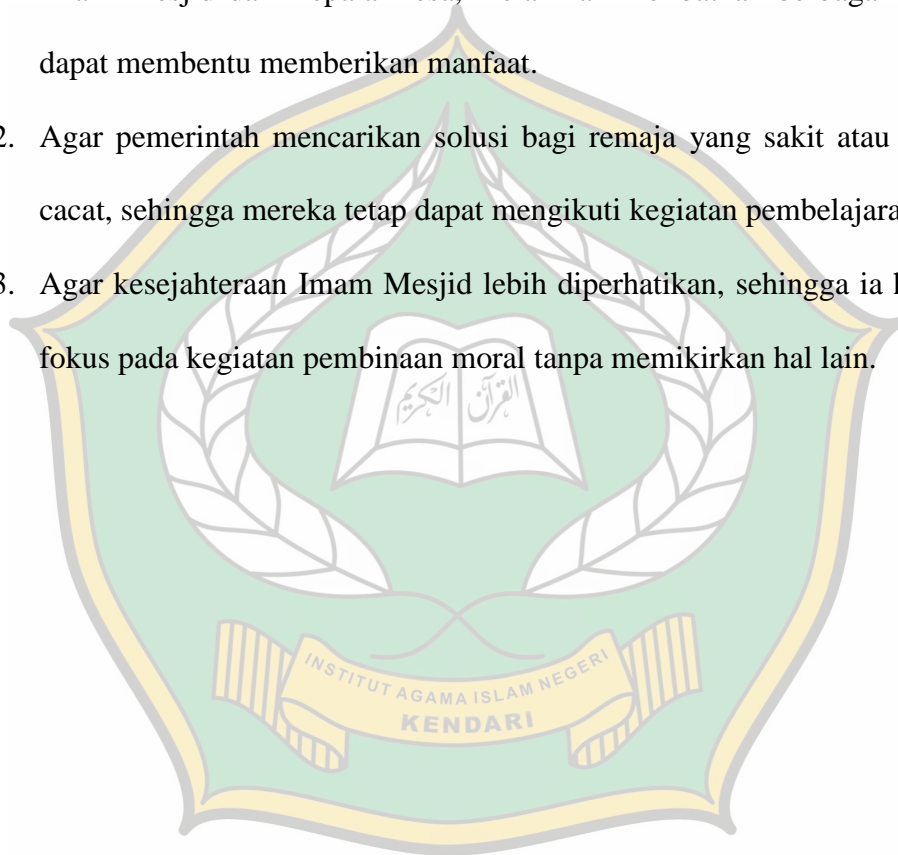 dapat membentu memberikan manfaat.
2. Agar pemerintah mencarikan solusi bagi remaja yang sakit atau
cacat, sehingga mereka tetap dapat mengikuti kegiatan
3. Agar kesejahteraan Imam Mesjid lebih diperhatikan, sehingga ia
fokus pada kegiatan pembinaan moral tanpa memikirkan hal lain.
القرآن الكريم
INSTITUT AGAMA ISLAM NEGERI
KENDARI